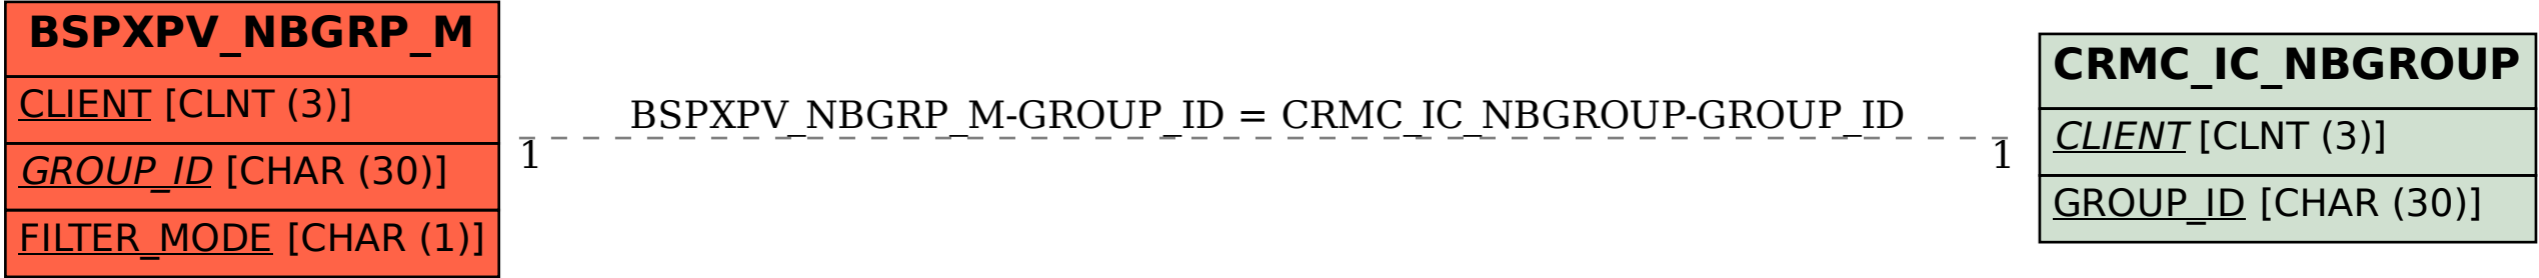 BSPXPV_NBGRP_M
CLIENT [CLNT (3)]
GROUP_ID [CHAR (30)]
FILTER_MODE [CHAR (1)]
BSPXPV_NBGRP_M-GROUP_ID = CRMC_IC_NBGROUP-GROUP_ID
1
1
CRMC_IC_NBGROUP
CLIENT [CLNT (3)]
GROUP_ID [CHAR (30)]